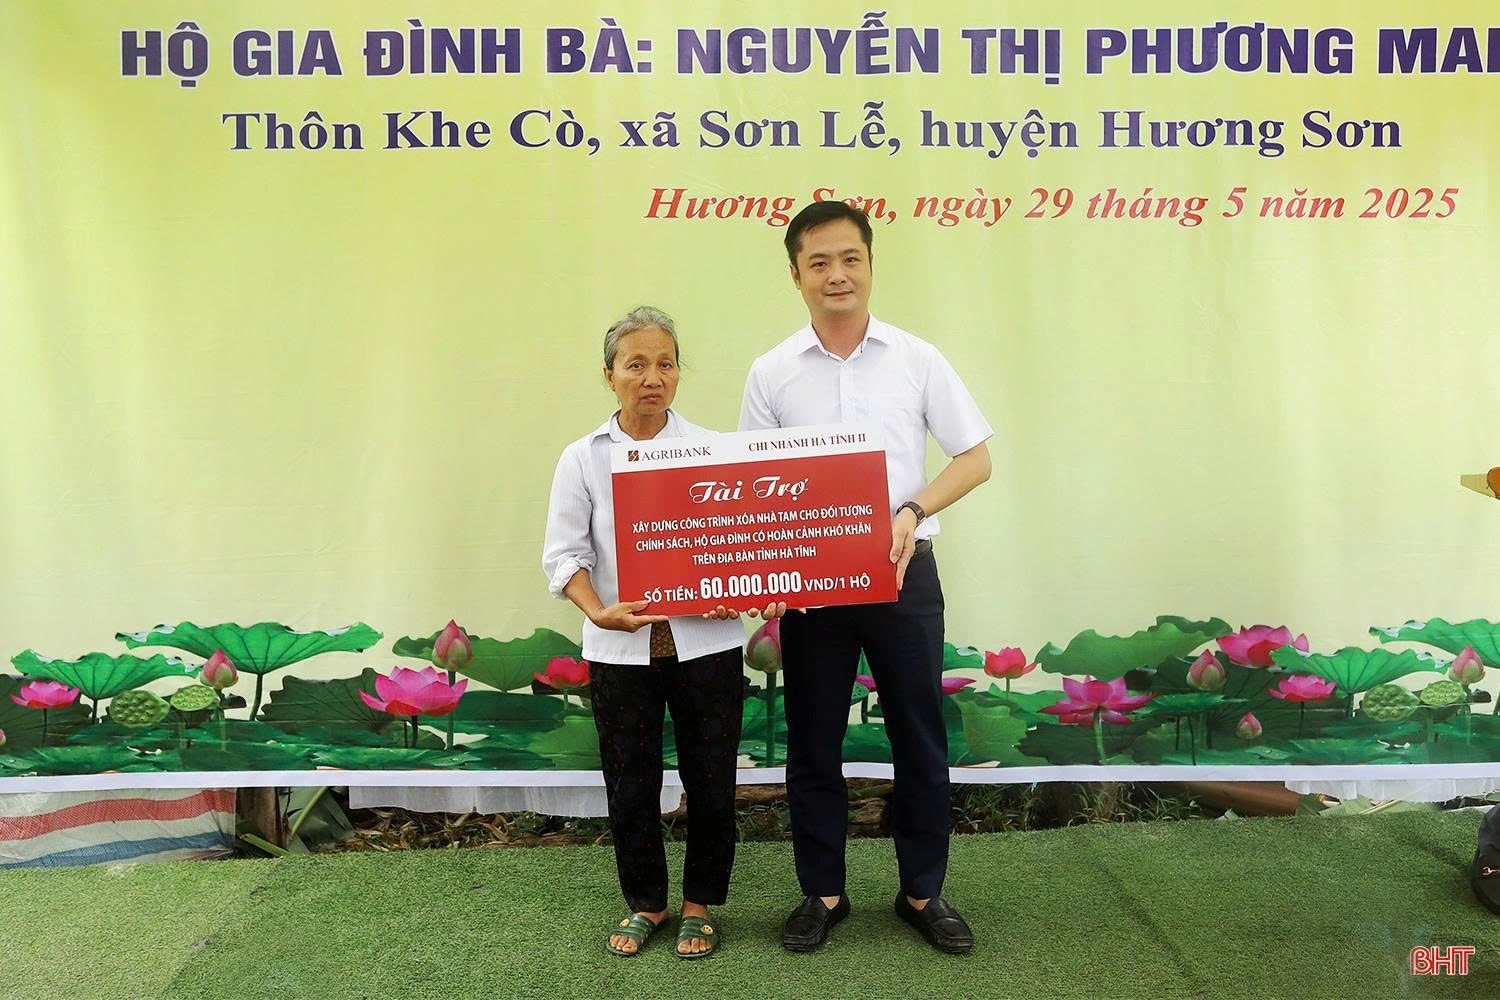 HỘ GIA ĐÌNH BÀ: NGUYỄN THỊ PHƯƠNG MAI
Thôn Khe Cò, xã Sơn Lễ, huyện Hương Sơn
Hương Sơn, ngày 29 tháng 5 năm 2025
AGRIBANK CHI NHÁNH HÀ TĨNH II
Tài Trợ
XÂY DỰNG CÔNG TRÌNH XÓA NHÀ TẠM CHO ĐỐI TƯỢNG
CHÍNH SÁCH, HỘ GIA ĐÌNH CÓ HOÀN CẢNH KHÓ KHĂN
TRÊN ĐỊA BÀN TỈNH HÀ TĨNH
SỐ TIỀN: 60.000.000 VND/1 HỘ
BHT